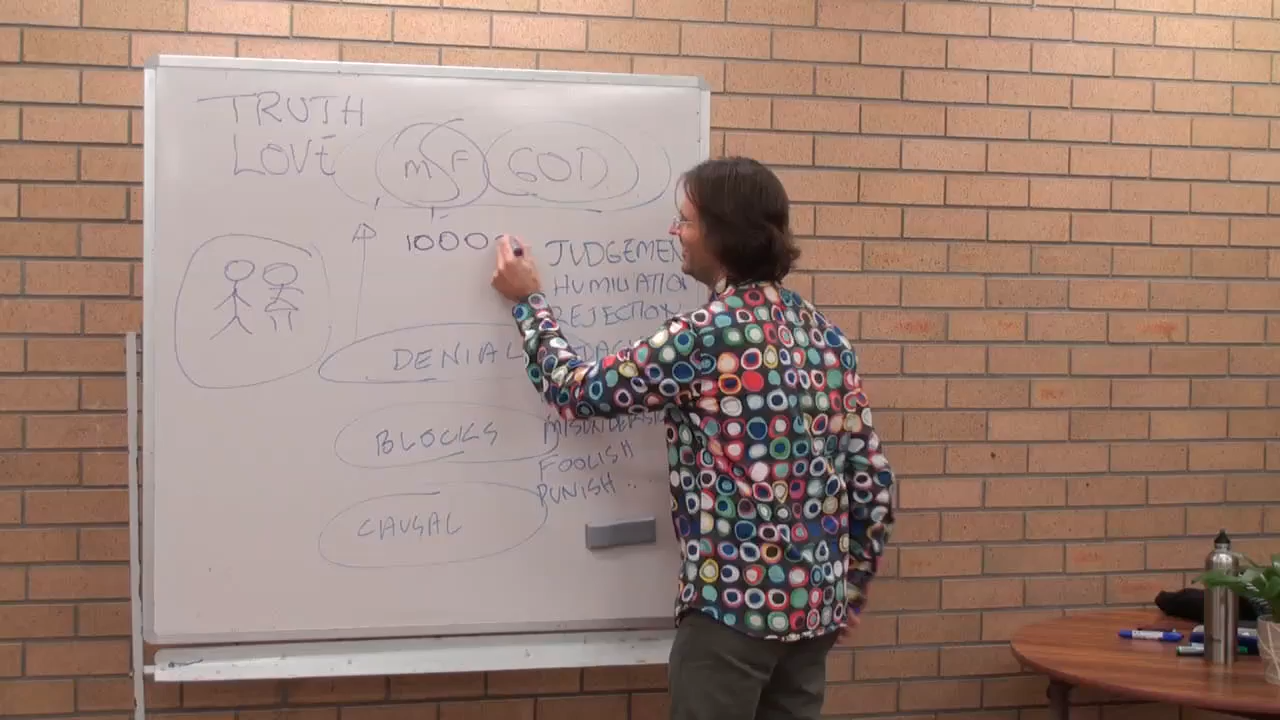 TRUTH
LOVE
M F GOD
1000
JUDGEMEN
HUMILIATION
REJECTION
DENIAL
BLOCKS
FOOLISH
PUNISH ..
CAUSAL